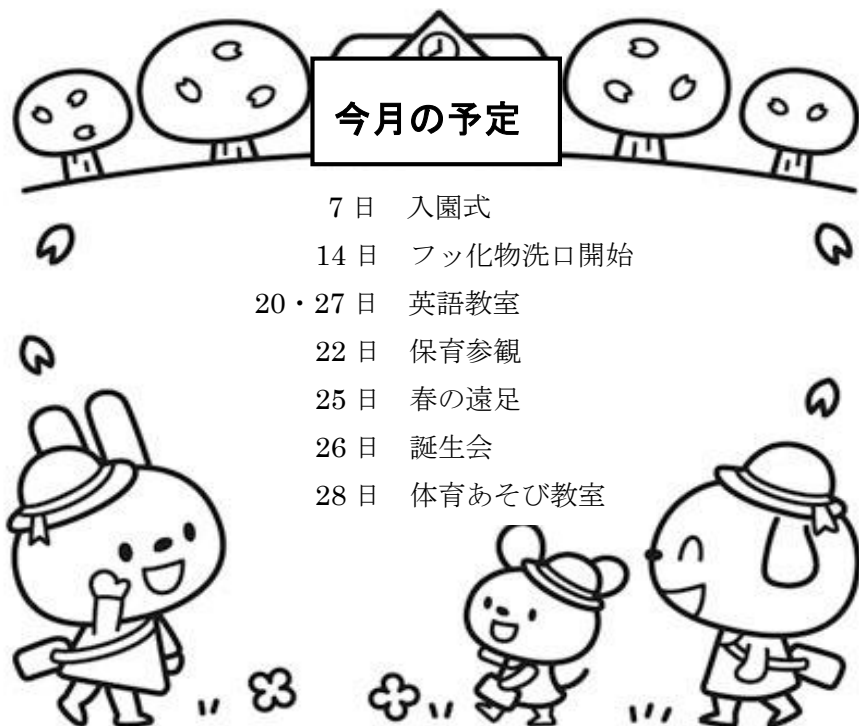 今月の予定
7日 入園式
14日 フッ化物洗口開始
20・27日 英語教室
22日 保育参観
25日 春の遠足
26日 誕生会
28日 体育あそび教室